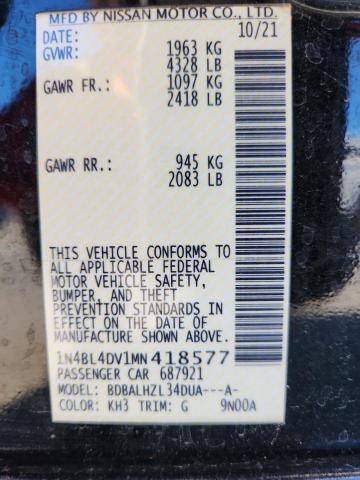 MFD BY NISSAN MOTOR CO., LTD.
DATE: 10/21
GVWR: 1963 KG
4328 LB
GAWR FR.: 1097 KG
2418 LB
GAWR RR.: 945 KG
2083 LB
THIS VEHICLE CONFORMS TO
ALL APPLICABLE FEDERAL
MOTOR VEHICLE SAFETY,
BUMPER, AND THEFT
PREVENTION STANDARDS IN
EFFECT ON THE DATE OF
MANUFACTURE SHOWN ABOVE.
1N4BL4DV1MN418577
PASSENGER CAR 687921
MODEL: BDBALHZL34DUA---A-
COLOR: KH3 TRIM: G 9N00A